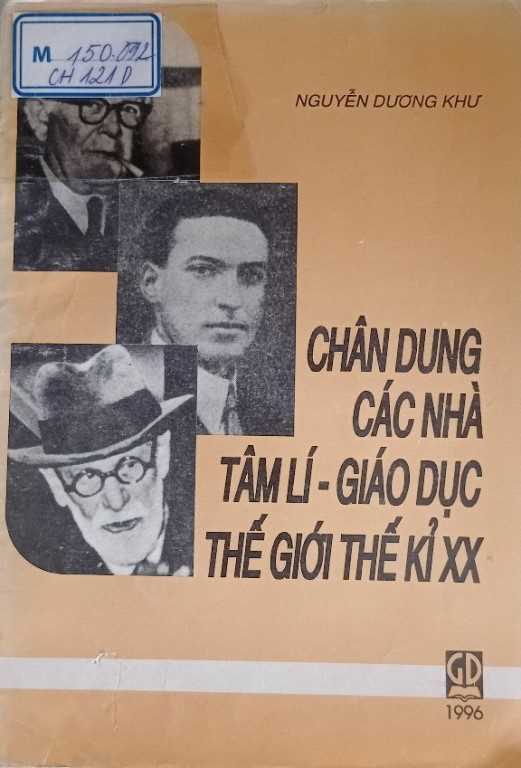 M 150.092
CH 121 D
NGUYỄN DƯƠNG KHƯ
CHÂN DUNG
CÁC NHÀ
TÂM LÍ - GIÁO DỤC
THẾ GIỚI THẾ KỈ XX
GD
1996